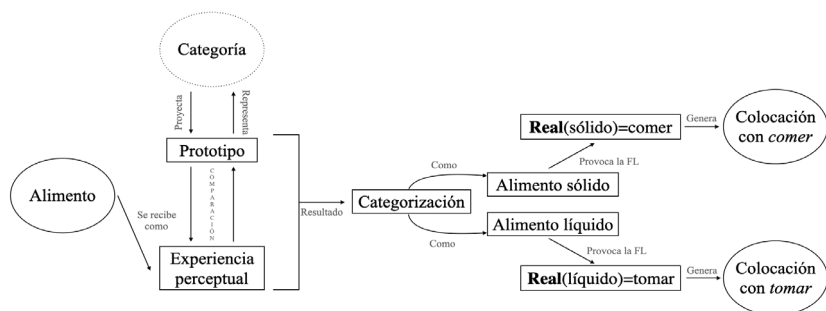 Categoría
Proyecta
Representa
Prototipo
COMPARACIÓN
Alimento
Se recibe
como
Experiencia
perceptual
Resultado
Categorización
Como
Alimento sólido
Provoca la FL
Real(sólido)=comer
Genera
Colocación
con comer
Como
Alimento líquido
Provoca la FL
Real(líquido)=tomar
Genera
Colocación
con tomar